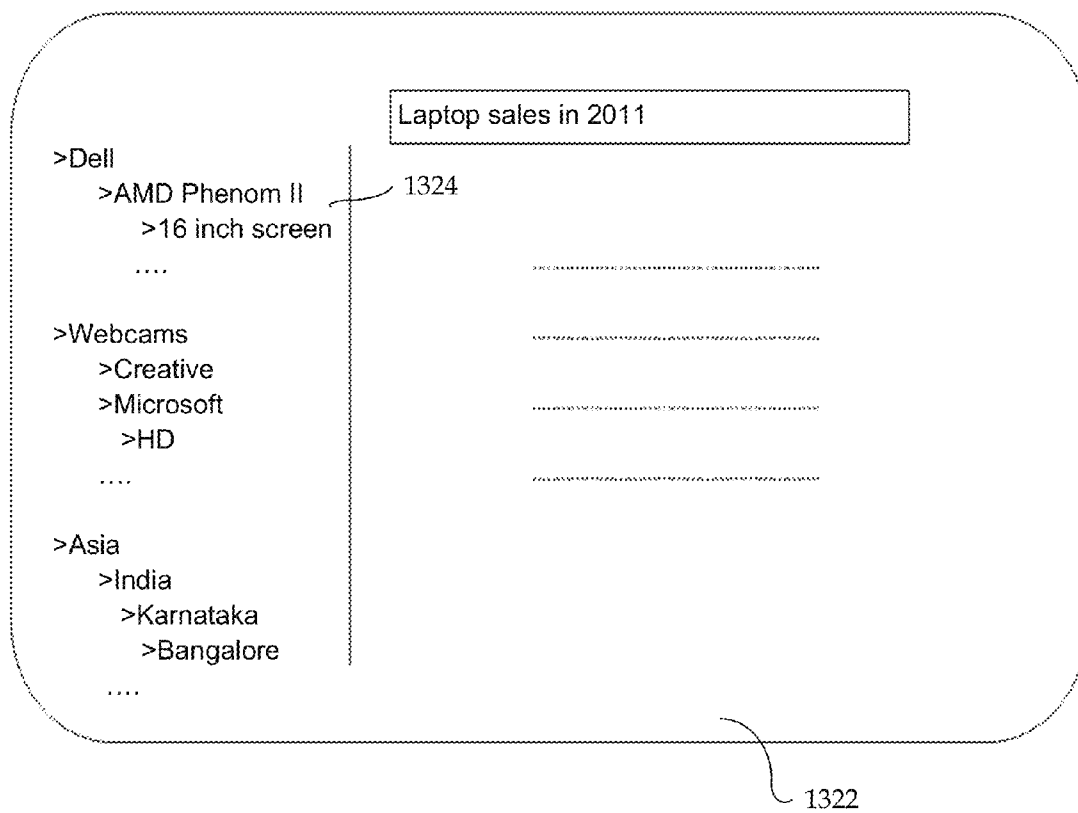 Laptop sales in 2011
>Dell
>AMD Phenom II
1324
>16 inch screen
....
>Webcams
>Creative
>Microsoft
>HD
....
>Asia
>India
>Karnataka
>Bangalore
....
1322